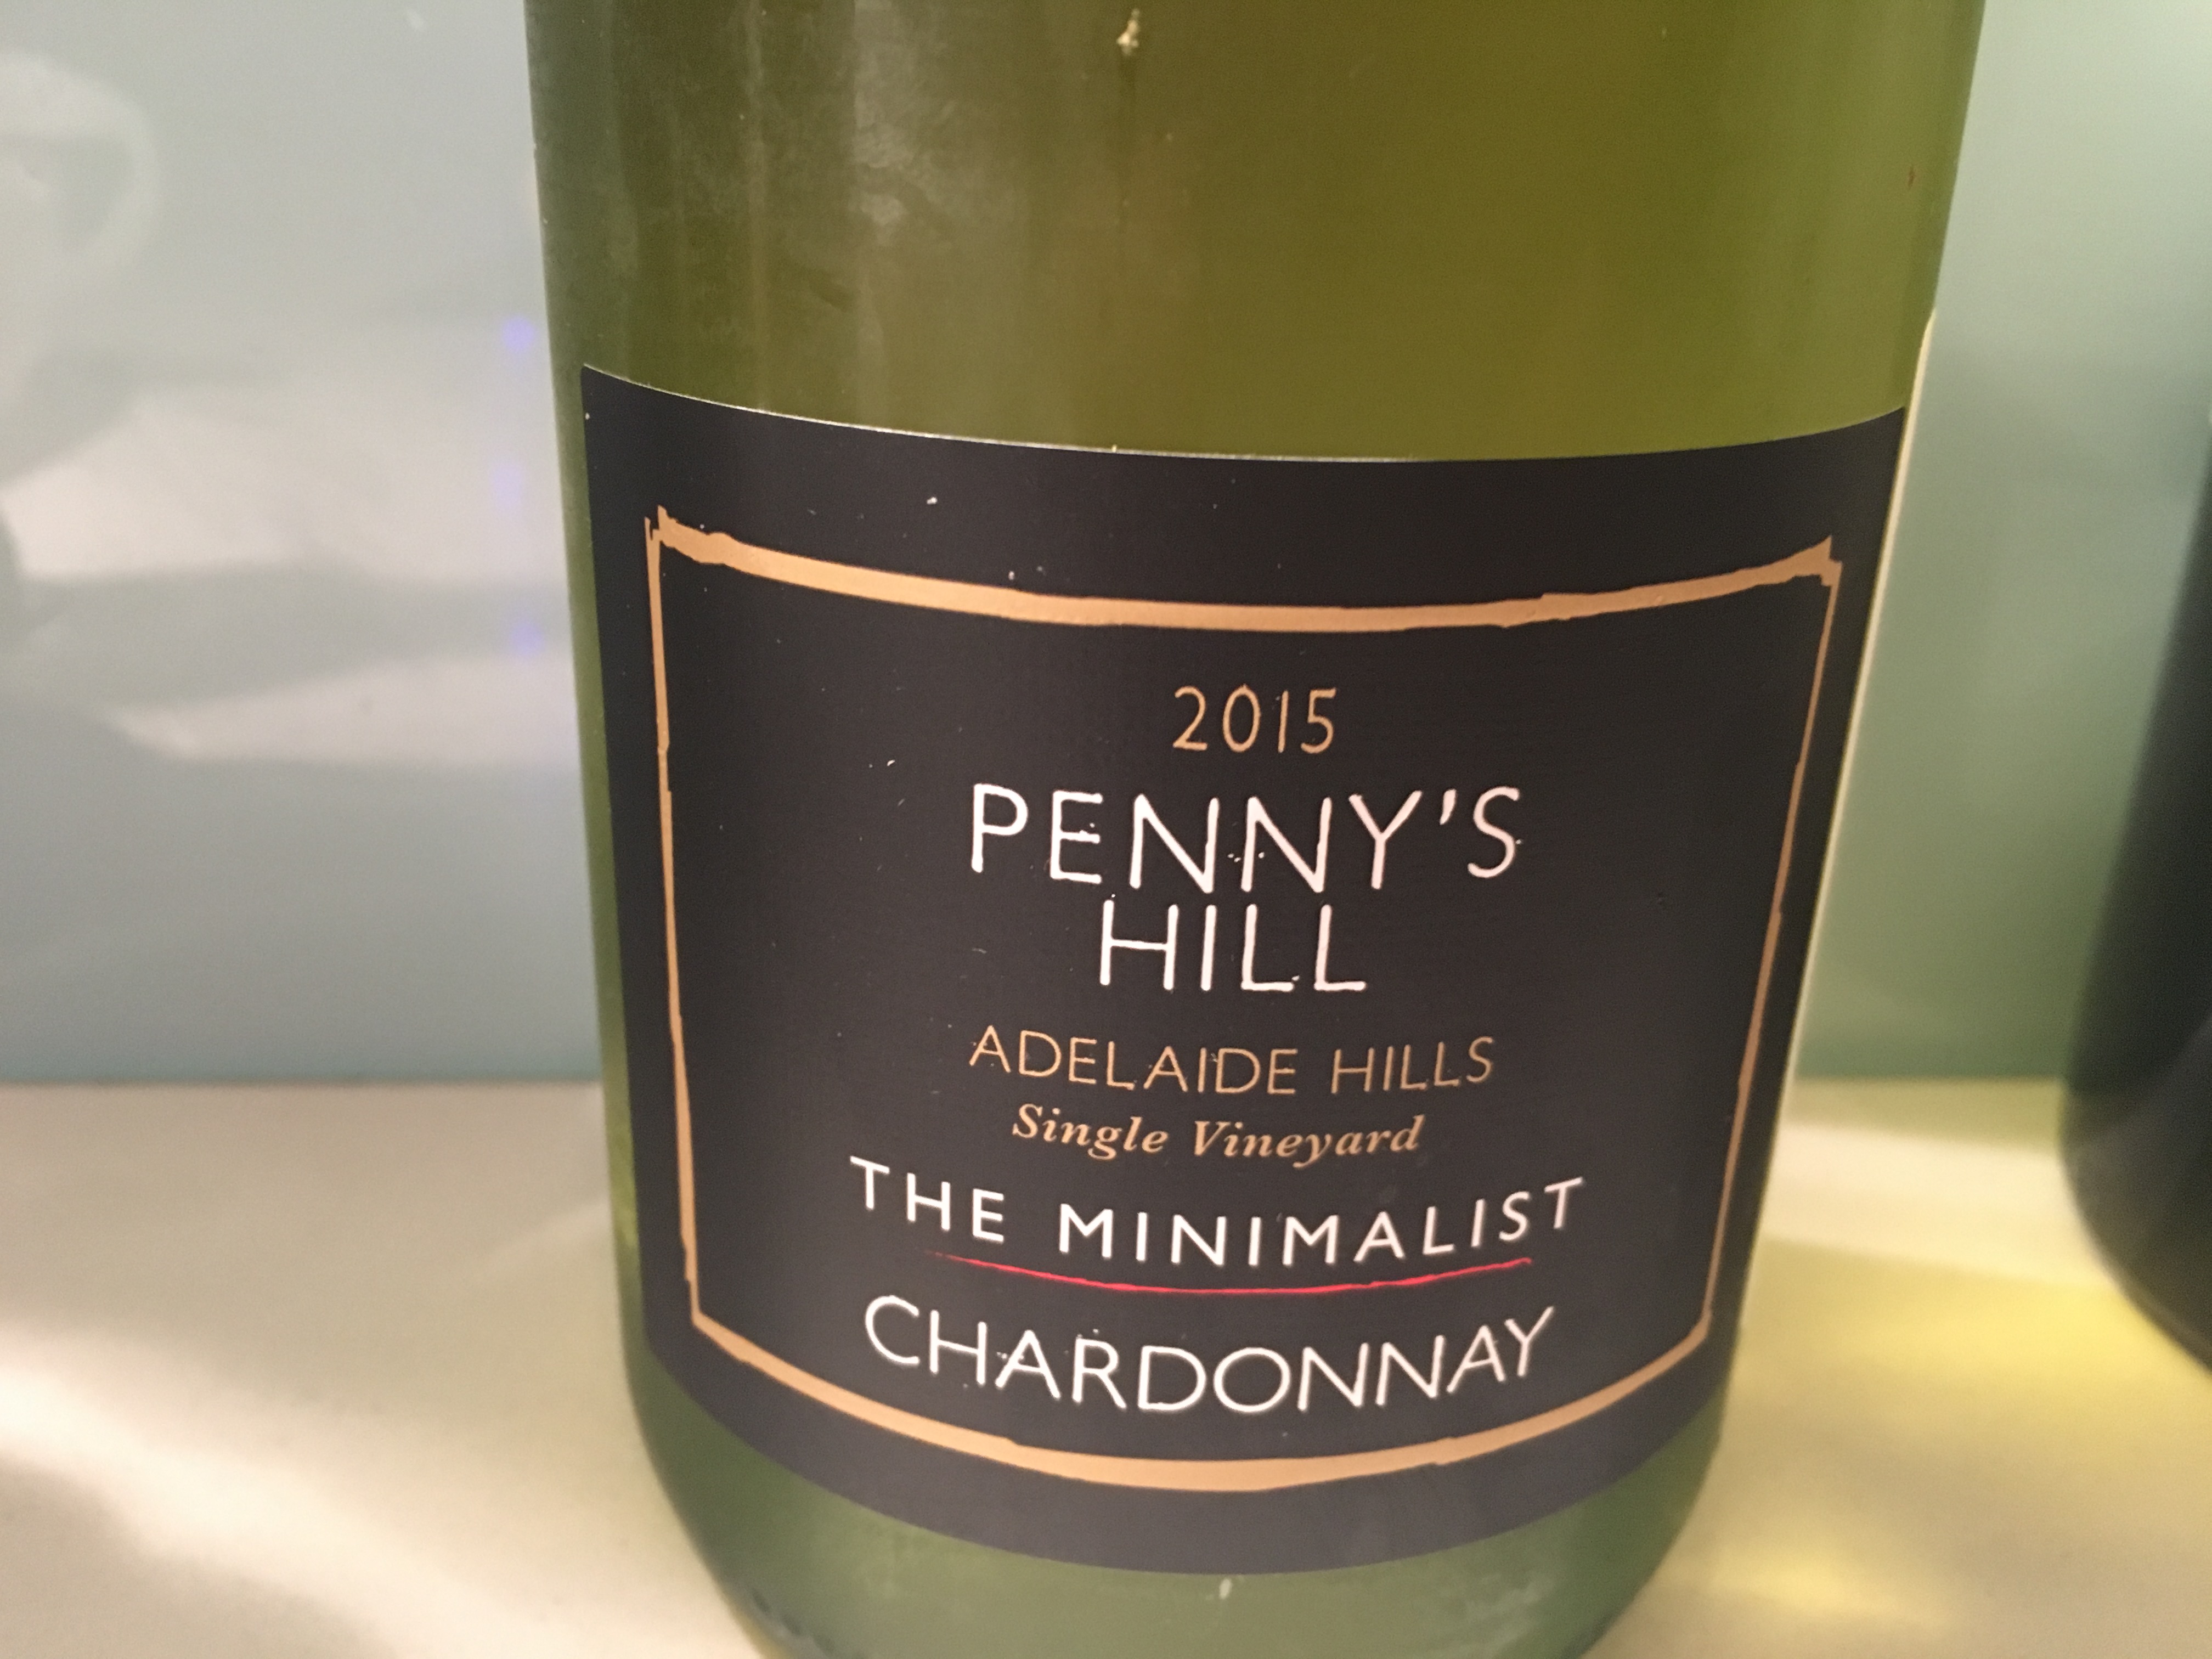 2015
PENNY'S
HILL
ADELAIDE HILLS
Single Vineyard
THE MINIMALIST
CHARDONNAY